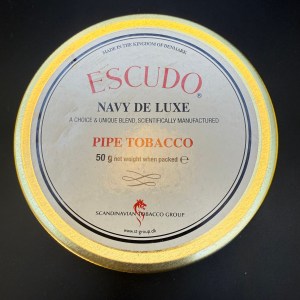 MADE IN THE KINGDOM OF DENMARK
ESCUDO®
NAVY DE LUXE
A CHOICE & UNIQUE BLEND, SCIENTIFICALLY MANUFACTURED
PIPE TOBACCO
50 g net weight when packed ℮
SCANDINAVIAN TOBACCO GROUP
www.st-group.dk